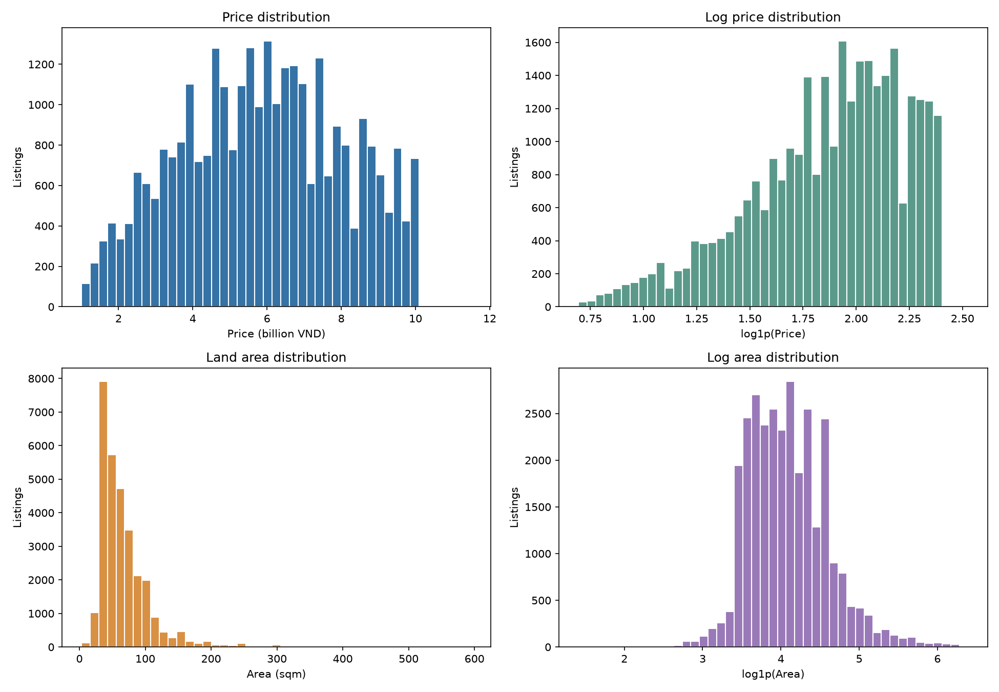 Price distribution
Listings
1200
1000
800
600
400
200
0
2 4 6 8 10 12
Price (billion VND)
Log price distribution
Listings
1600
1400
1200
1000
800
600
400
200
0
0.75 1.00 1.25 1.50 1.75 2.00 2.25 2.50
log1p(Price)
Land area distribution
Listings
8000
7000
6000
5000
4000
3000
2000
1000
0
0 100 200 300 400 500 600
Area (sqm)
Log area distribution
Listings
2500
2000
1500
1000
500
0
2 3 4 5 6
log1p(Area)